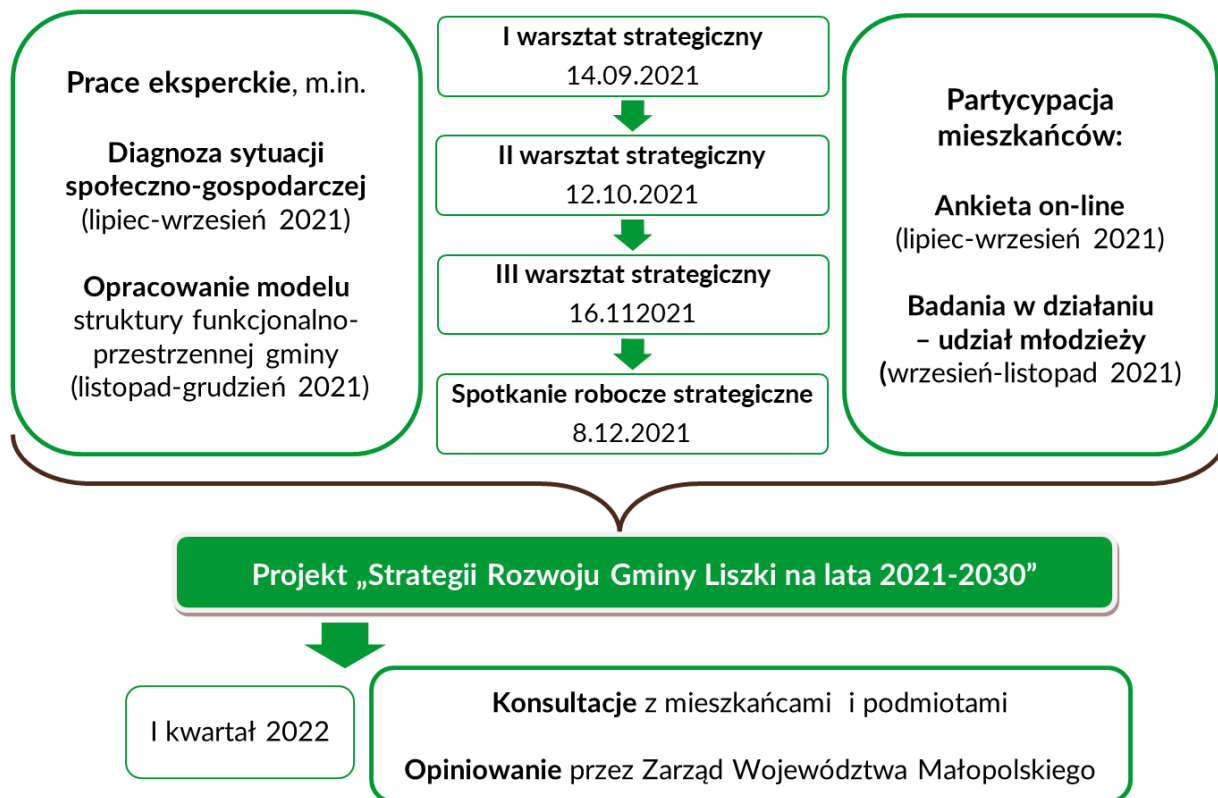 Prace eksperckie, m.in.
Diagnoza sytuacji
społeczno-gospodarczej
(lipiec-wrzesień 2021)
Opracowanie modelu
struktury funkcjonalno-
przestrzennej gminy
(listopad-grudzień 2021)
I warsztat strategiczny
14.09.2021
II warsztat strategiczny
12.10.2021
III warsztat strategiczny
16.112021
Spotkanie robocze strategiczne
8.12.2021
Partycypacja
mieszkańców:
Ankieta on-line
(lipiec-wrzesień 2021)
Badania w działaniu
– udział młodzieży
(wrzesień-listopad 2021)
Projekt „Strategii Rozwoju Gminy Liszki na lata 2021-2030”
I kwartał 2022
Konsultacje z mieszkańcami i podmiotami
Opiniowanie przez Zarząd Województwa Małopolskiego